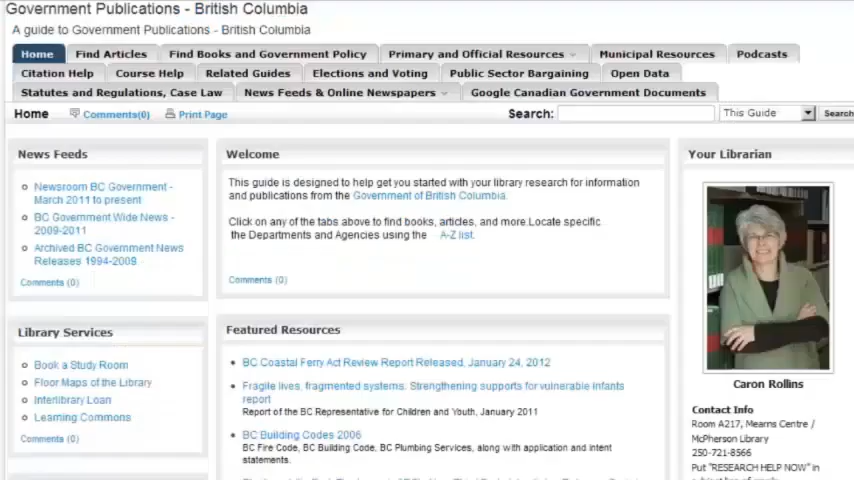 Government Publications - British Columbia
A guide to Government Publications - British Columbia
Home Find Articles Find Books and Government Policy Primary and Official Resources Municipal Resources Podcasts
Citation Help Course Help Related Guides Elections and Voting Public Sector Bargaining Open Data
Statutes and Regulations, Case Law News Feeds & Online Newspapers Google Canadian Government Documents
Home Comments(0) Print Page Search: This Guide Search
News Feeds
Newsroom BC Government -
March 2011 to present
BC Government Wide News -
2009-2011
Archived BC Government News
Releases 1994-2009
Comments (0)
Library Services
Book a Study Room
Floor Maps of the Library
Interlibrary Loan
Learning Commons
Comments (0)
Welcome
This guide is designed to help get you started with your library research for information
and publications from the Government of British Columbia.
Click on any of the tabs above to find books, articles, and more.Locate specific
the Departments and Agencies using the A-Z list.
Comments (0)
Featured Resources
BC Coastal Ferry Act Review Report Released, January 24, 2012
Fragile lives, fragmented systems. Strengthening supports for vulnerable infants
report
Report of the BC Representative for Children and Youth, January 2011
BC Building Codes 2006
BC Fire Code, BC Building Code, BC Plumbing Services, along with application and intent
statements.
Your Librarian
Caron Rollins
Contact Info
Room A217, Mearns Centre /
McPherson Library
250-721-8566
Put "RESEARCH HELP NOW" in